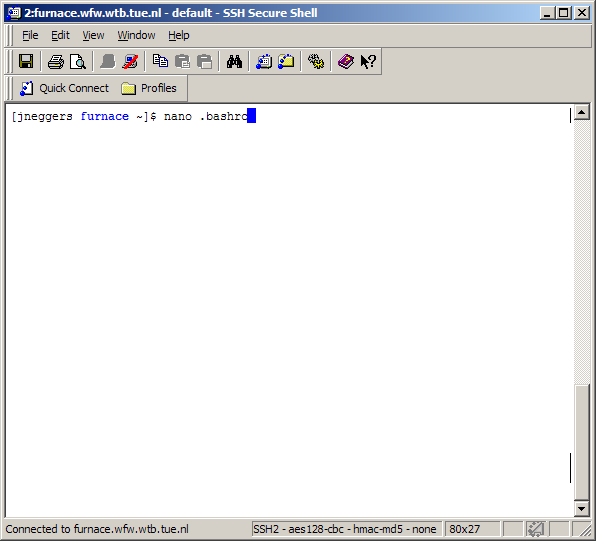 2:furnace.wfw.wtb.tue.nl - default - SSH Secure Shell
File Edit View Window Help
Quick Connect Profiles
[jneggers furnace ~]$ nano .bashrc
Connected to furnace.wfw.wtb.tue.nl SSH2 - aes128-cbc - hmac-md5 - none 80x27